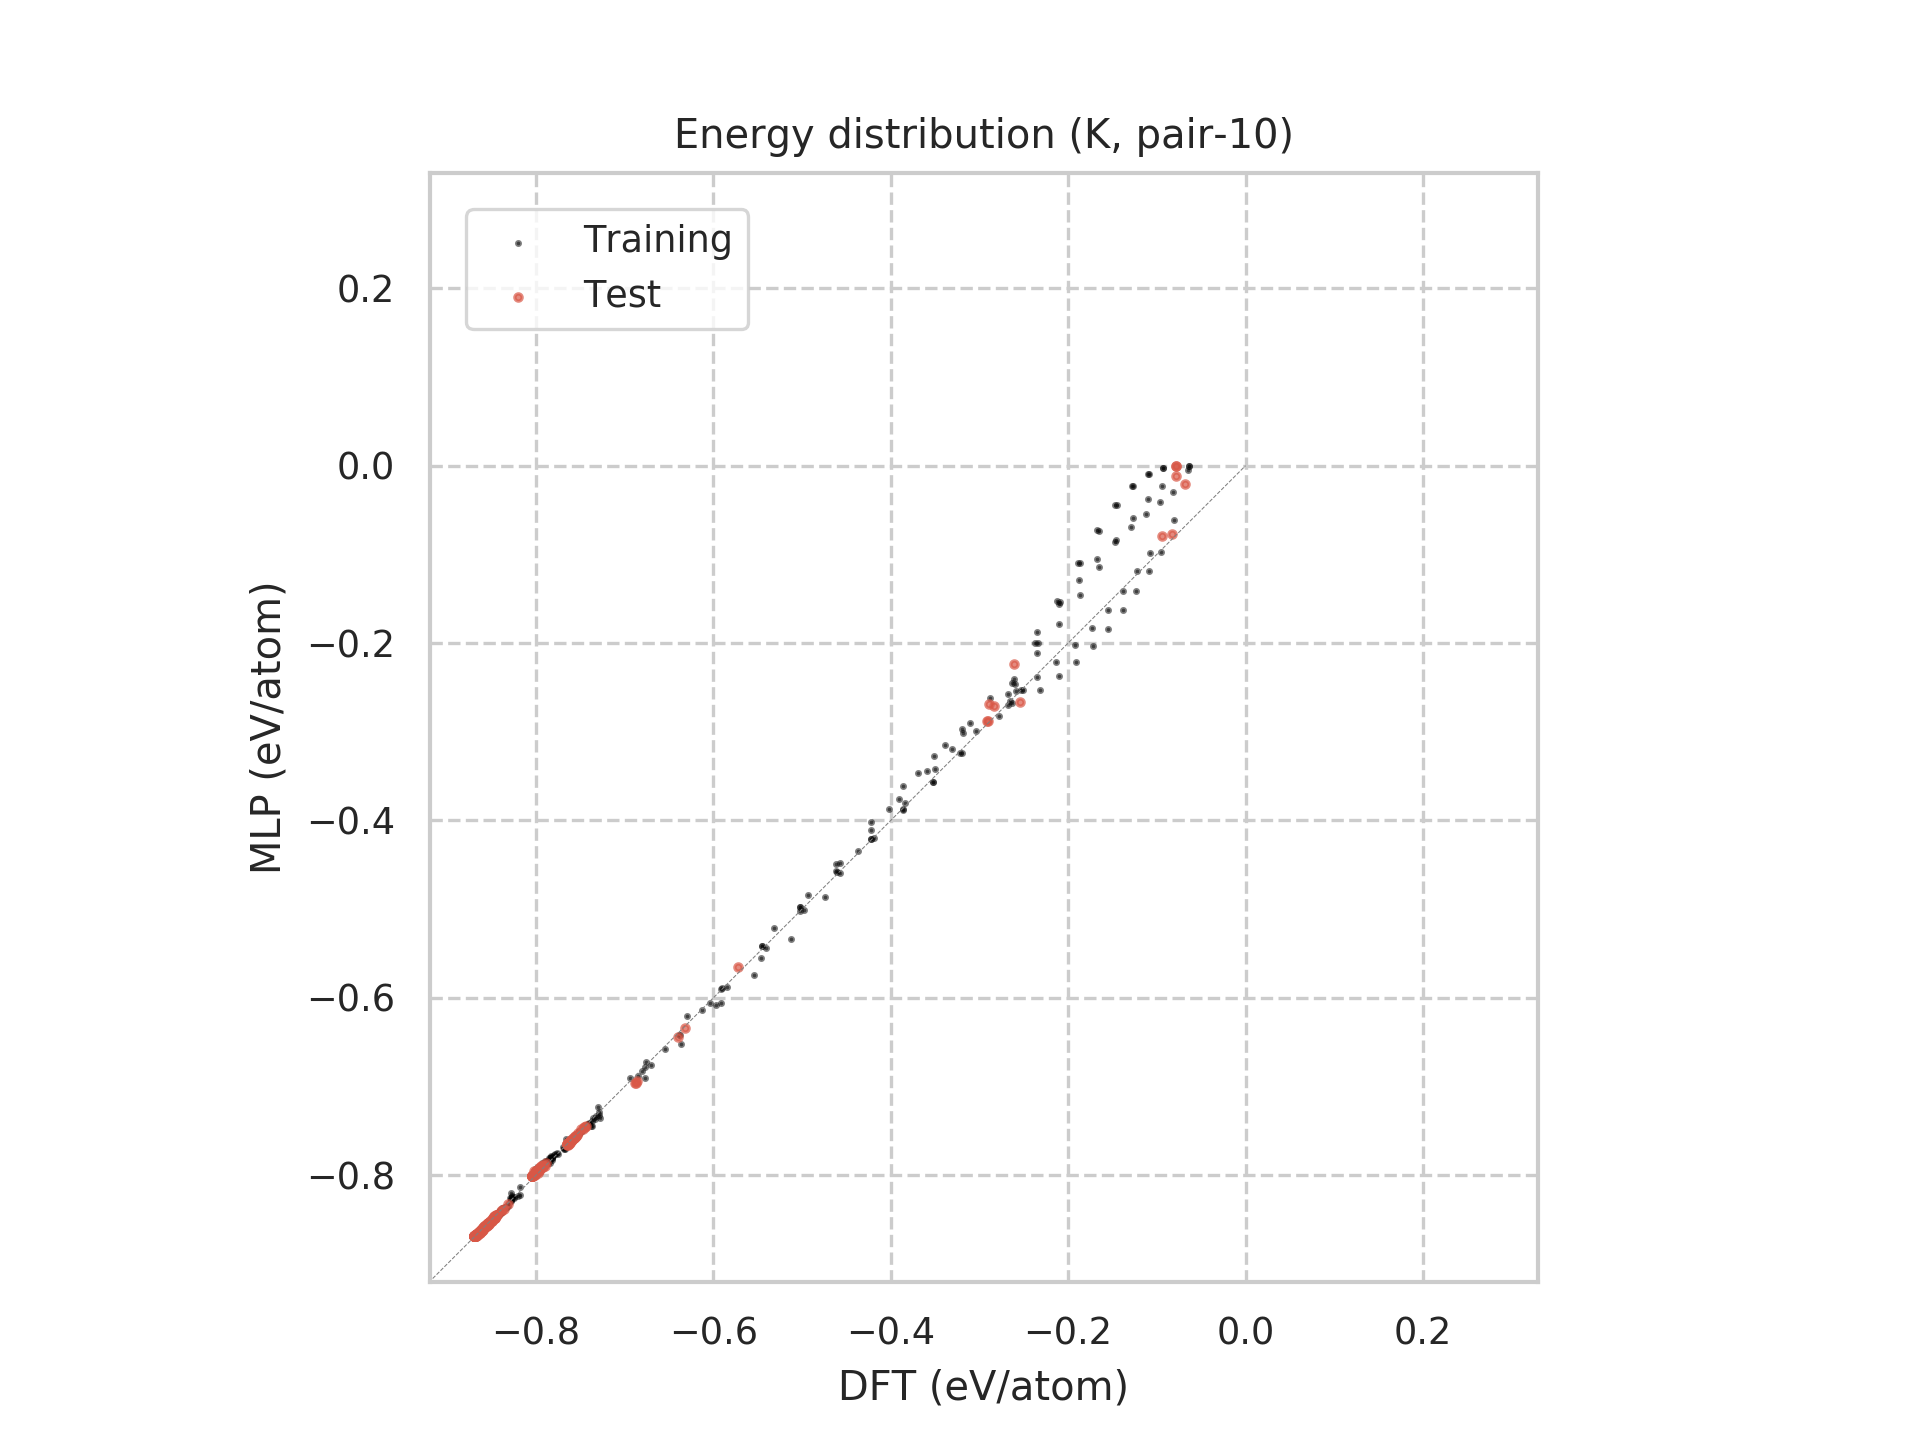 Energy distribution (K, pair-10)
Training
Test
0.2
0.0
−0.2
−0.4
−0.6
−0.8
MLP (eV/atom)
−0.8
−0.6
−0.4
−0.2
0.0
0.2
DFT (eV/atom)